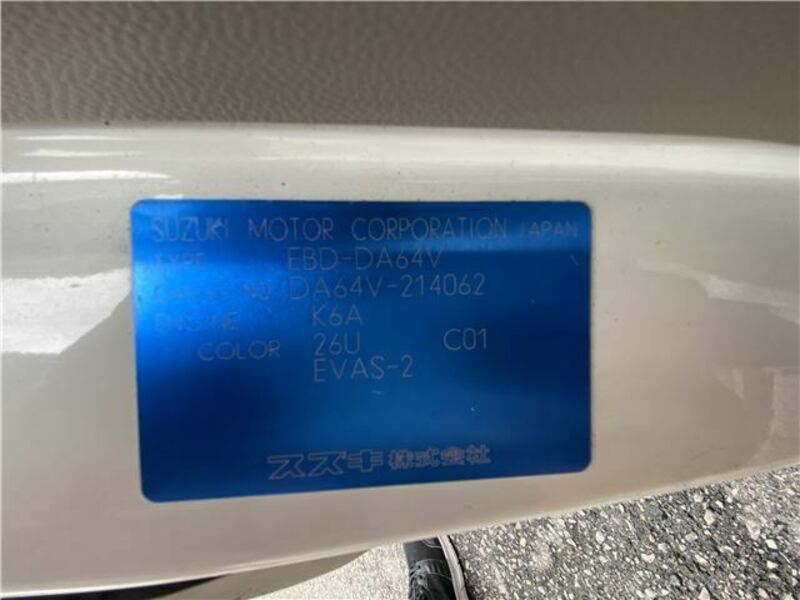 SUZUKI MOTOR CORPORATION JAPAN
TYPE EBD-DA64V
DA64V-214062
ENGINE K6A
COLOR 26U C01
EVAS-2
スズキ株式会社